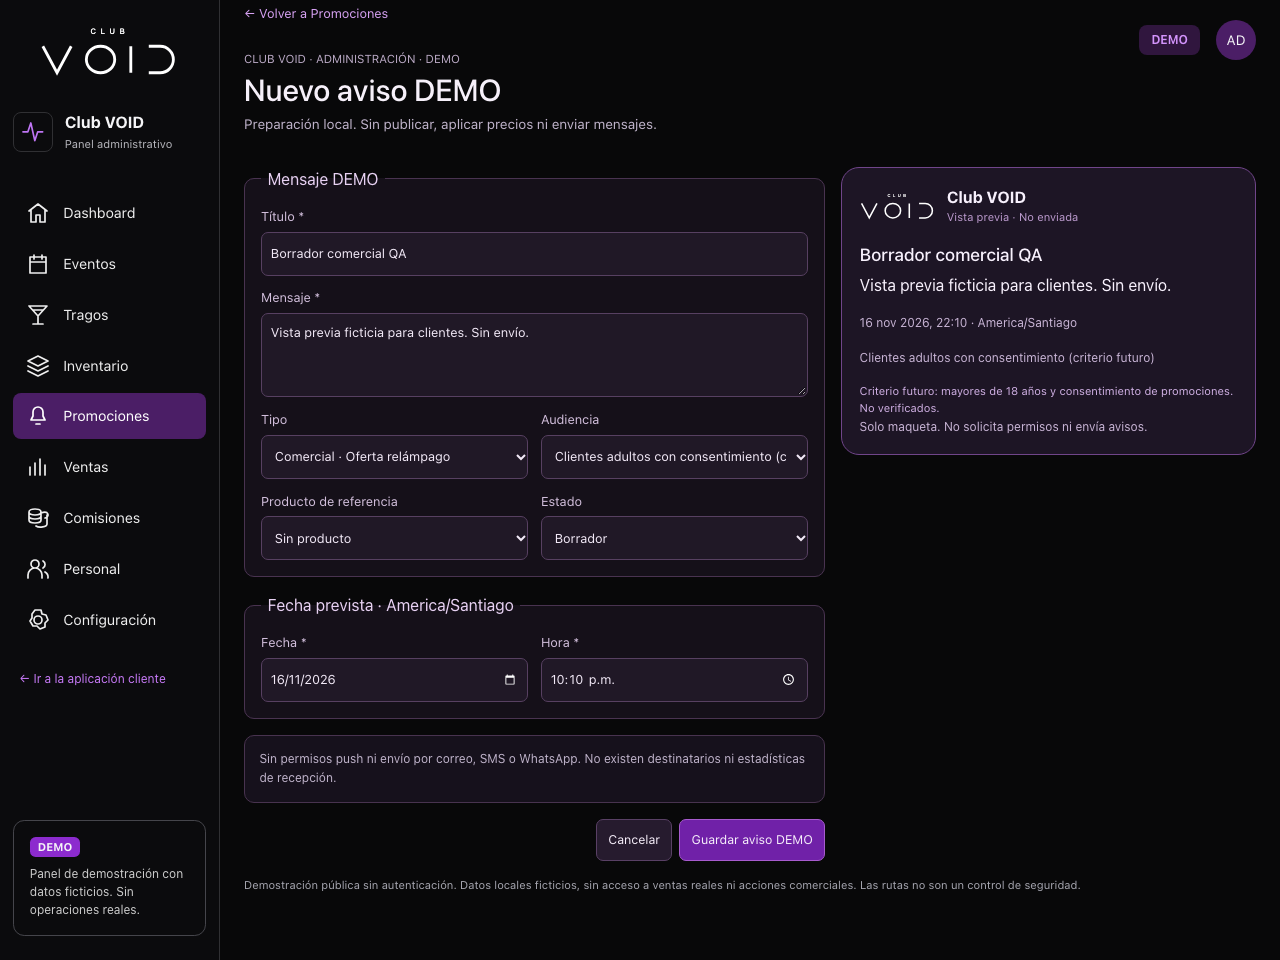 CLUB
VOID
Club VOID
Panel administrativo
Dashboard
Eventos
Tragos
Inventario
Promociones
Ventas
Comisiones
Personal
Configuración
← Ir a la aplicación cliente
DEMO
Panel de demostración con
datos ficticios. Sin
operaciones reales.
← Volver a Promociones
DEMO
AD
CLUB VOID · ADMINISTRACIÓN · DEMO
Nuevo aviso DEMO
Preparación local. Sin publicar, aplicar precios ni enviar mensajes.
Mensaje DEMO
Título *
Borrador comercial QA
Mensaje *
Vista previa ficticia para clientes. Sin envío.
Tipo
Audiencia
Comercial · Oferta relámpago
Clientes adultos con consentimiento (c
Producto de referencia
Estado
Sin producto
Borrador
Fecha prevista · America/Santiago
Fecha *
Hora *
16/11/2026
10:10 p.m.
Sin permisos push ni envío por correo, SMS o WhatsApp. No existen destinatarios ni estadísticas
de recepción.
Cancelar
Guardar aviso DEMO
Demostración pública sin autenticación. Datos locales ficticios, sin acceso a ventas reales ni acciones comerciales. Las rutas no son un control de seguridad.
CLUB
VOID
Club VOID
Vista previa · No enviada
Borrador comercial QA
Vista previa ficticia para clientes. Sin envío.
16 nov 2026, 22:10 · America/Santiago
Clientes adultos con consentimiento (criterio futuro)
Criterio futuro: mayores de 18 años y consentimiento de promociones.
No verificados.
Solo maqueta. No solicita permisos ni envía avisos.